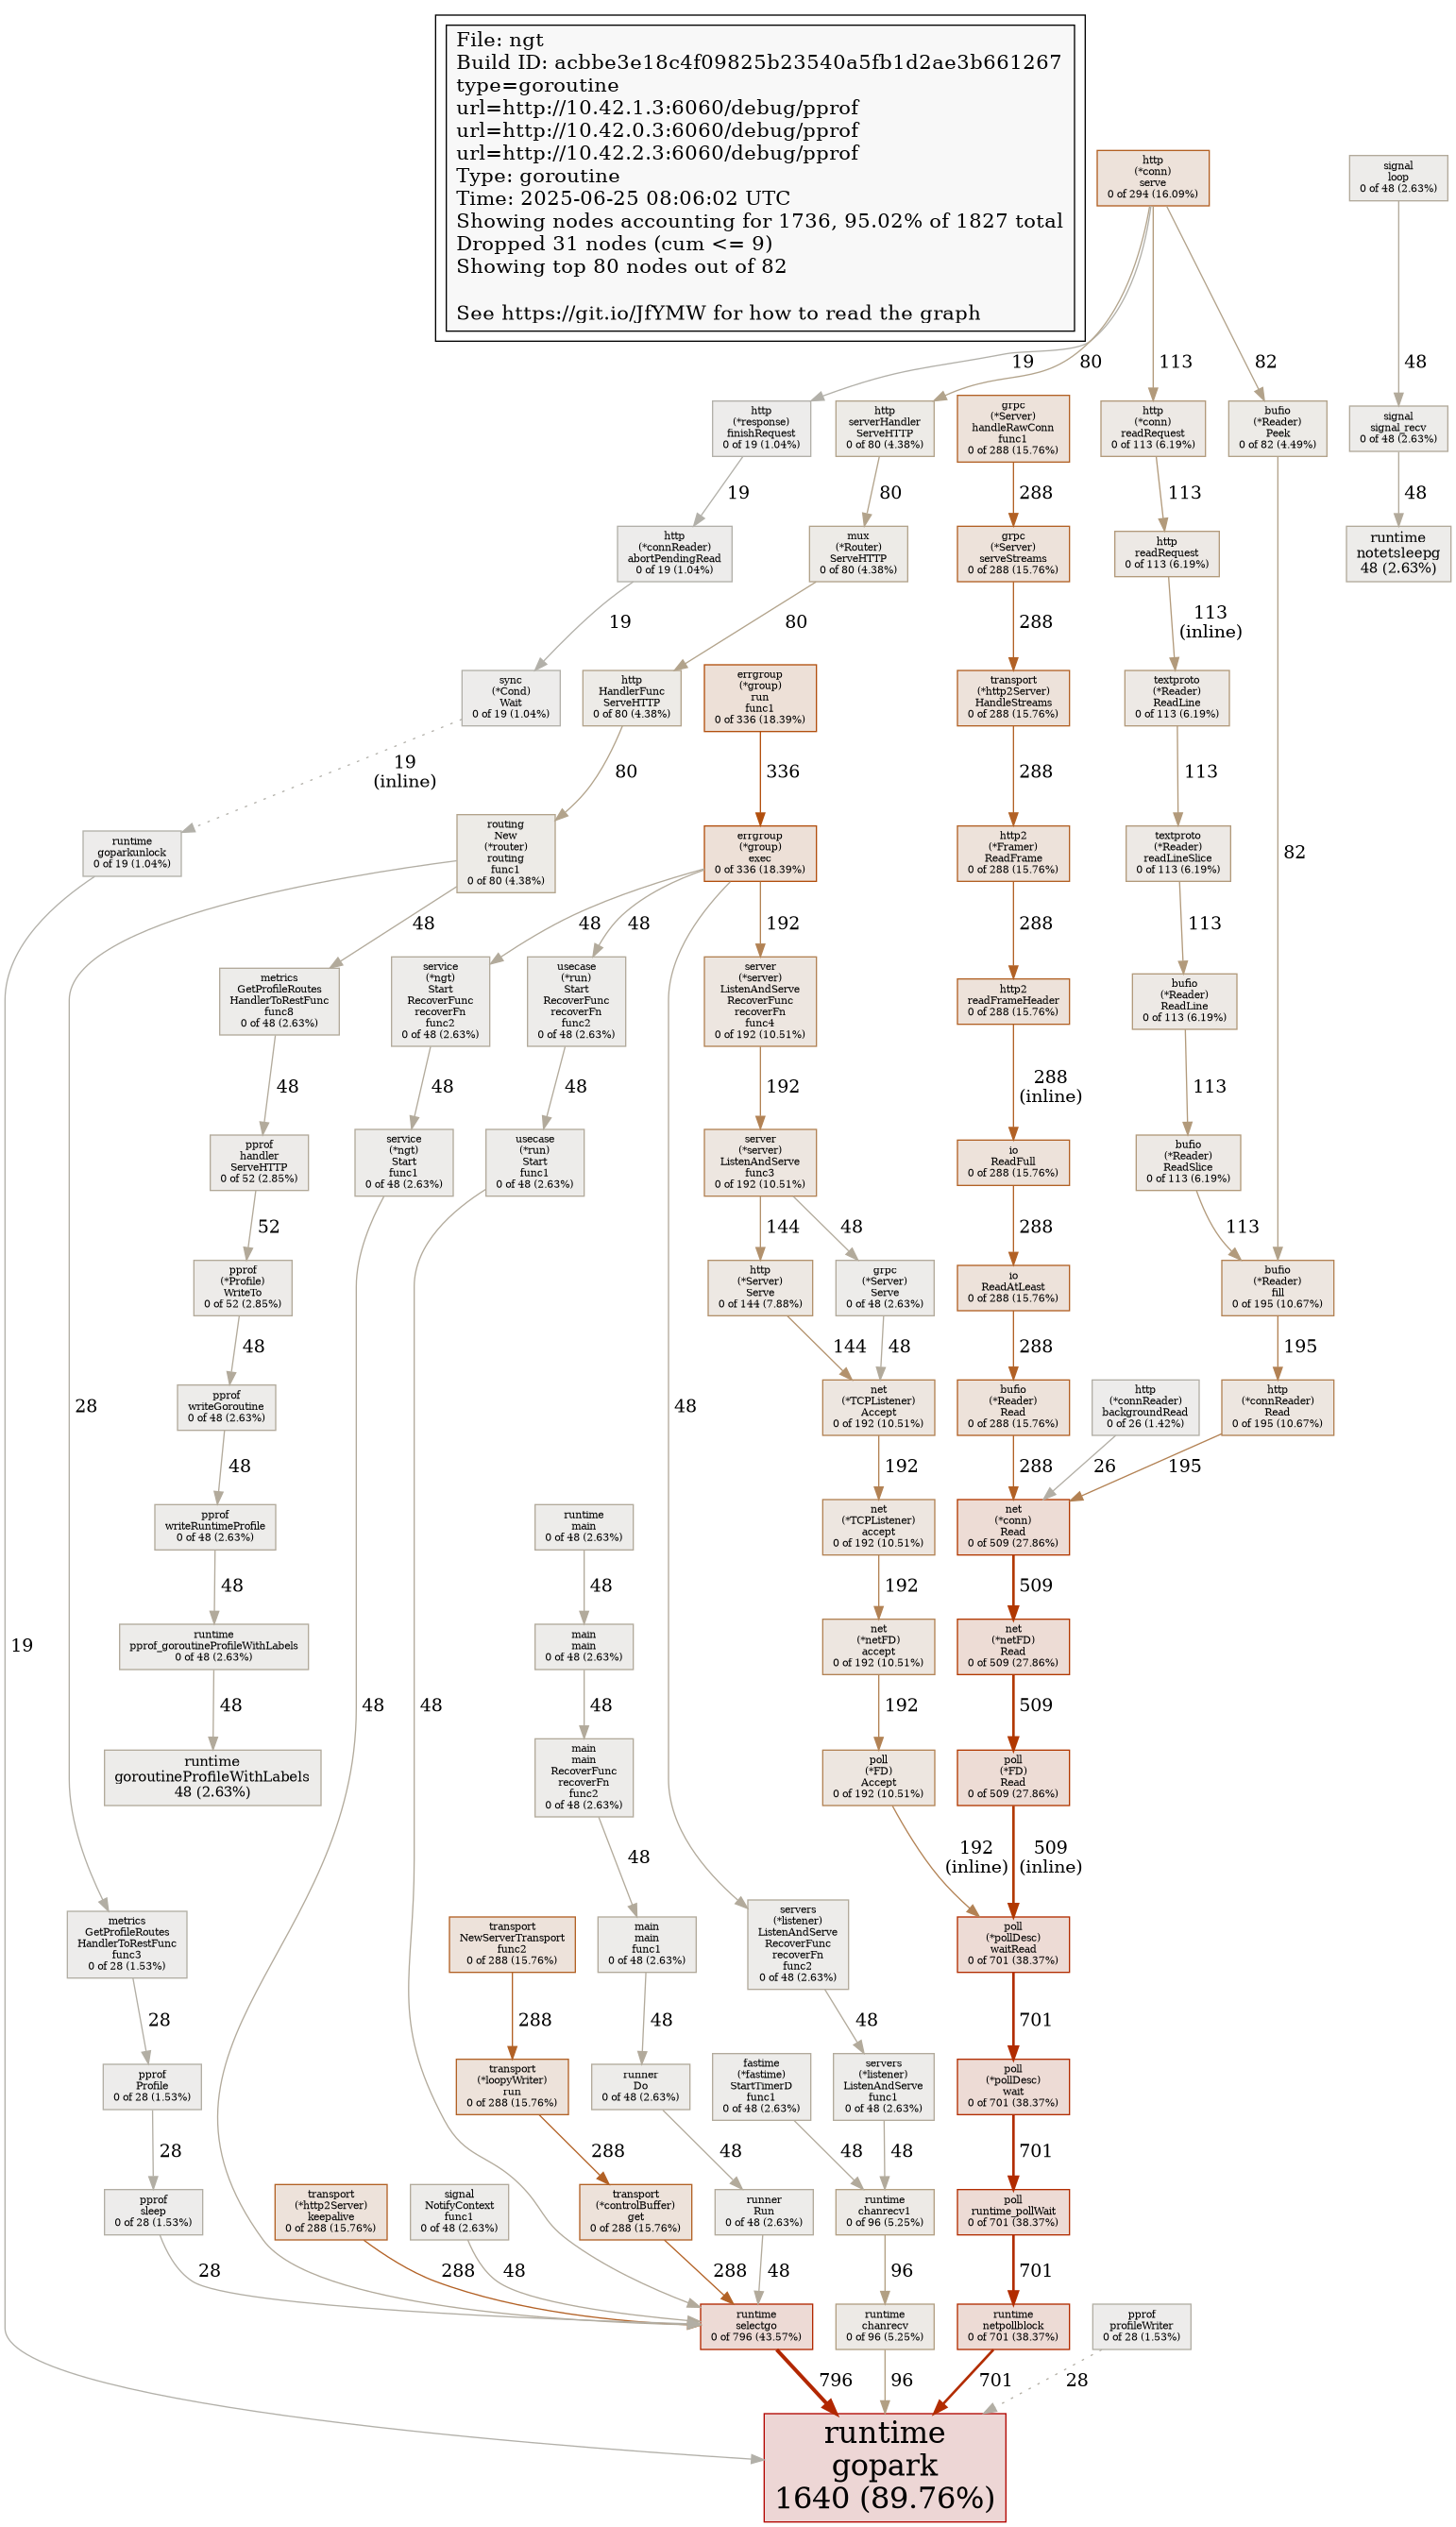 File: ngt
Build ID: acbbe3e18c4f09825b23540a5fb1d2ae3b661267
type=goroutine
url=http://10.42.1.3:6060/debug/pprof
url=http://10.42.0.3:6060/debug/pprof
url=http://10.42.2.3:6060/debug/pprof
Type: goroutine
Time: 2025-06-25 08:06:02 UTC
Showing nodes accounting for 1736, 95.02% of 1827 total
Dropped 31 nodes (cum <= 9)
Showing top 80 nodes out of 82
See https://git.io/JfYMW for how to read the graph
http
(*conn)
serve
0 of 294 (16.09%)
signal
loop
0 of 48 (2.63%)
19
80
113
82
48
http
(*response)
finishRequest
0 of 19 (1.04%)
http
serverHandler
ServeHTTP
0 of 80 (4.38%)
grpc
(*Server)
handleRawConn
func1
0 of 288 (15.76%)
http
(*conn)
readRequest
0 of 113 (6.19%)
bufio
(*Reader)
Peek
0 of 82 (4.49%)
signal
signal_recv
0 of 48 (2.63%)
19
80
288
113
48
http
(*connReader)
abortPendingRead
0 of 19 (1.04%)
mux
(*Router)
ServeHTTP
0 of 80 (4.38%)
grpc
(*Server)
serveStreams
0 of 288 (15.76%)
http
readRequest
0 of 113 (6.19%)
runtime
notetsleepg
48 (2.63%)
19
80
288
113
(inline)
sync
(*Cond)
Wait
0 of 19 (1.04%)
http
HandlerFunc
ServeHTTP
0 of 80 (4.38%)
errgroup
(*group)
run
func1
0 of 336 (18.39%)
transport
(*http2Server)
HandleStreams
0 of 288 (15.76%)
textproto
(*Reader)
ReadLine
0 of 113 (6.19%)
19
(inline)
80
336
288
113
runtime
goparkunlock
0 of 19 (1.04%)
routing
New
(*router)
routing
func1
0 of 80 (4.38%)
errgroup
(*group)
exec
0 of 336 (18.39%)
http2
(*Framer)
ReadFrame
0 of 288 (15.76%)
textproto
(*Reader)
readLineSlice
0 of 113 (6.19%)
82
48
48
48
192
288
113
metrics
GetProfileRoutes
HandlerToRestFunc
func8
0 of 48 (2.63%)
service
(*ngt)
Start
RecoverFunc
recoverFn
func2
0 of 48 (2.63%)
usecase
(*run)
Start
RecoverFunc
recoverFn
func2
0 of 48 (2.63%)
server
(*server)
ListenAndServe
RecoverFunc
recoverFn
func4
0 of 192 (10.51%)
http2
readFrameHeader
0 of 288 (15.76%)
bufio
(*Reader)
ReadLine
0 of 113 (6.19%)
48
48
48
192
288
(inline)
113
pprof
handler
ServeHTTP
0 of 52 (2.85%)
service
(*ngt)
Start
func1
0 of 48 (2.63%)
usecase
(*run)
Start
func1
0 of 48 (2.63%)
server
(*server)
ListenAndServe
func3
0 of 192 (10.51%)
io
ReadFull
0 of 288 (15.76%)
bufio
(*Reader)
ReadSlice
0 of 113 (6.19%)
52
144
48
288
113
pprof
(*Profile)
WriteTo
0 of 52 (2.85%)
http
(*Server)
Serve
0 of 144 (7.88%)
grpc
(*Server)
Serve
0 of 48 (2.63%)
io
ReadAtLeast
0 of 288 (15.76%)
bufio
(*Reader)
fill
0 of 195 (10.67%)
48
144
48
288
195
28
48
pprof
writeGoroutine
0 of 48 (2.63%)
net
(*TCPListener)
Accept
0 of 192 (10.51%)
bufio
(*Reader)
Read
0 of 288 (15.76%)
http
(*connReader)
backgroundRead
0 of 26 (1.42%)
http
(*connReader)
Read
0 of 195 (10.67%)
48
192
288
26
195
pprof
writeRuntimeProfile
0 of 48 (2.63%)
runtime
main
0 of 48 (2.63%)
net
(*TCPListener)
accept
0 of 192 (10.51%)
net
(*conn)
Read
0 of 509 (27.86%)
48
48
192
509
19
runtime
pprof_goroutineProfileWithLabels
0 of 48 (2.63%)
main
main
0 of 48 (2.63%)
net
(*netFD)
accept
0 of 192 (10.51%)
net
(*netFD)
Read
0 of 509 (27.86%)
48
48
48
48
192
509
runtime
goroutineProfileWithLabels
48 (2.63%)
main
main
RecoverFunc
recoverFn
func2
0 of 48 (2.63%)
poll
(*FD)
Accept
0 of 192 (10.51%)
poll
(*FD)
Read
0 of 509 (27.86%)
48
192
(inline)
509
(inline)
metrics
GetProfileRoutes
HandlerToRestFunc
func3
0 of 28 (1.53%)
transport
NewServerTransport
func2
0 of 288 (15.76%)
main
main
func1
0 of 48 (2.63%)
servers
(*listener)
ListenAndServe
RecoverFunc
recoverFn
func2
0 of 48 (2.63%)
poll
(*pollDesc)
waitRead
0 of 701 (38.37%)
28
288
48
48
701
pprof
Profile
0 of 28 (1.53%)
transport
(*loopyWriter)
run
0 of 288 (15.76%)
runner
Do
0 of 48 (2.63%)
fastime
(*fastime)
StartTimerD
func1
0 of 48 (2.63%)
servers
(*listener)
ListenAndServe
func1
0 of 48 (2.63%)
poll
(*pollDesc)
wait
0 of 701 (38.37%)
28
288
48
48
48
701
pprof
sleep
0 of 28 (1.53%)
transport
(*http2Server)
keepalive
0 of 288 (15.76%)
signal
NotifyContext
func1
0 of 48 (2.63%)
transport
(*controlBuffer)
get
0 of 288 (15.76%)
runner
Run
0 of 48 (2.63%)
runtime
chanrecv1
0 of 96 (5.25%)
poll
runtime_pollWait
0 of 701 (38.37%)
28
288
48
288
48
96
701
runtime
selectgo
0 of 796 (43.57%)
runtime
chanrecv
0 of 96 (5.25%)
runtime
netpollblock
0 of 701 (38.37%)
pprof
profileWriter
0 of 28 (1.53%)
796
96
701
28
runtime
gopark
1640 (89.76%)